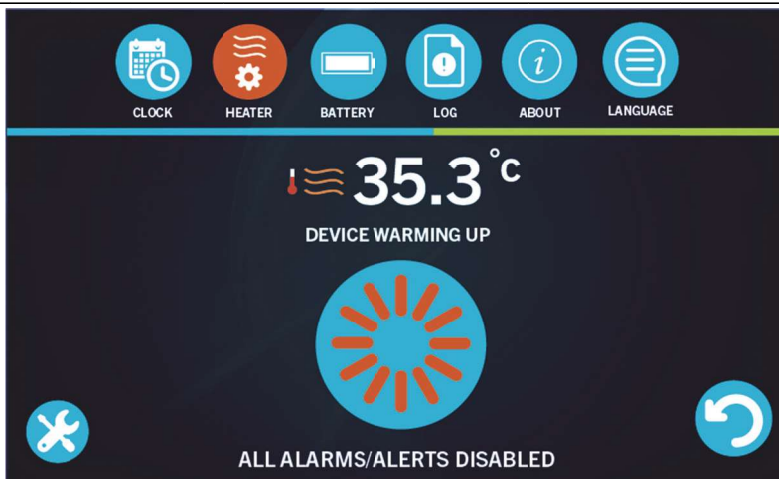 CLOCK HEATER BATTERY LOG ABOUT LANGUAGE
35.3°C
DEVICE WARMING UP
ALL ALARMS/ALERTS DISABLED